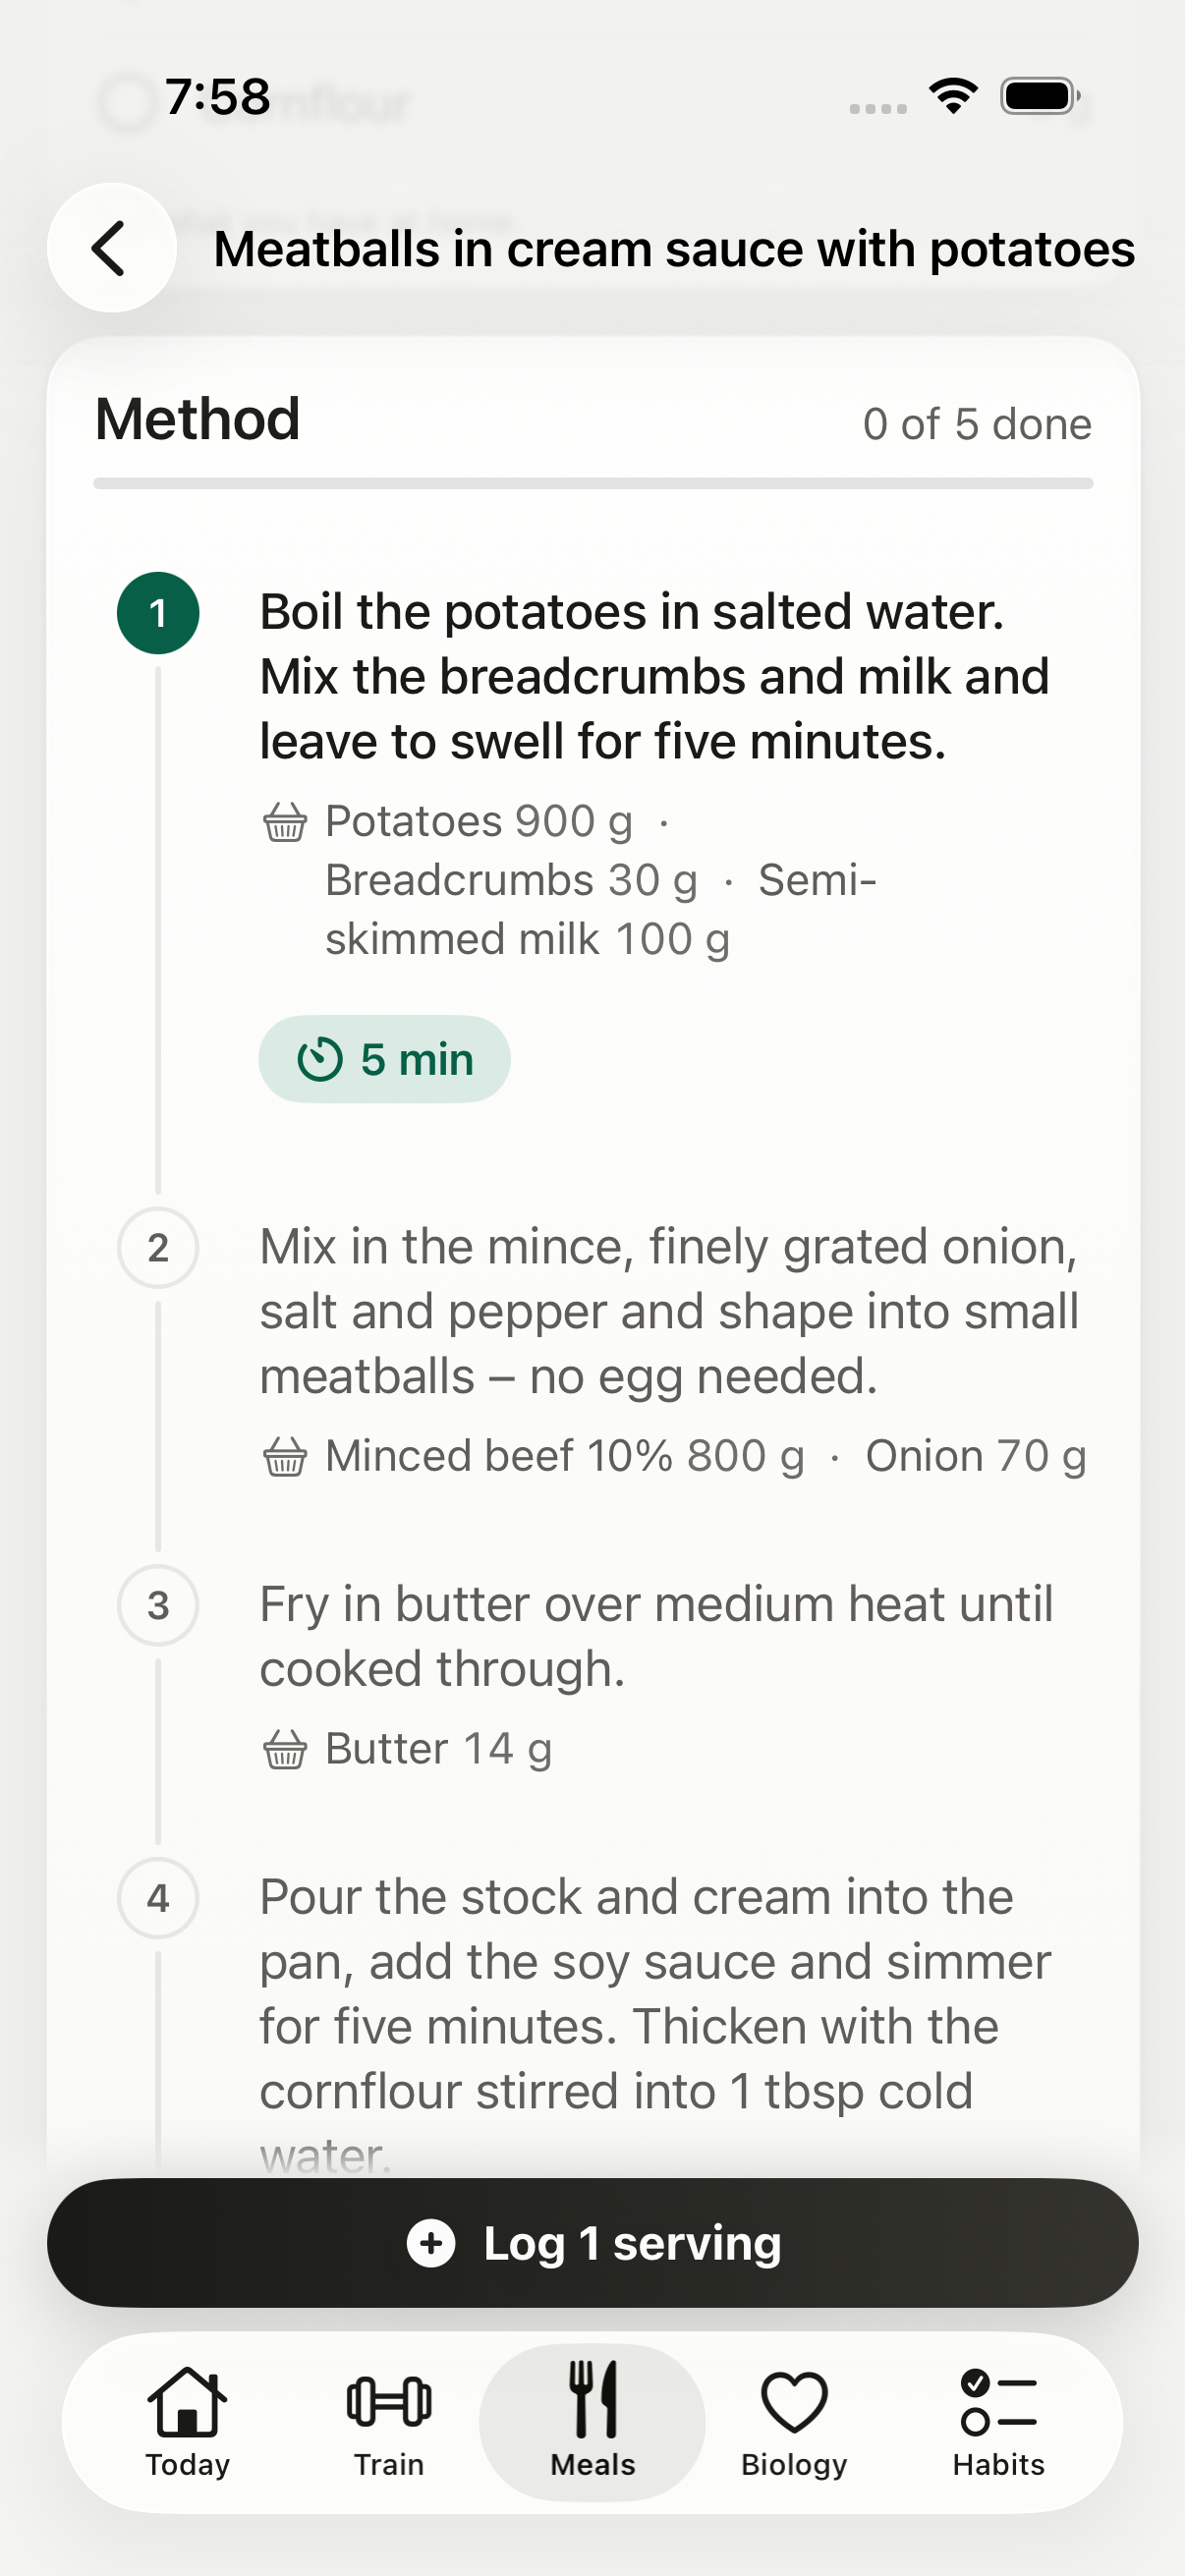 7:58
rnflour
Meatballs in cream sauce with potatoes
Method
0 of 5 done
1
Boil the potatoes in salted water.
Mix the breadcrumbs and milk and
leave to swell for five minutes.
Potatoes 900 g ·
Breadcrumbs 30 g · Semi-
skimmed milk 100 g
5 min
2
Mix in the mince, finely grated onion,
salt and pepper and shape into small
meatballs – no egg needed.
Minced beef 10% 800 g · Onion 70 g
3
Fry in butter over medium heat until
cooked through.
Butter 14 g
4
Pour the stock and cream into the
pan, add the soy sauce and simmer
for five minutes. Thicken with the
cornflour stirred into 1 tbsp cold
water.
Log 1 serving
Today
Train
Meals
Biology
Habits